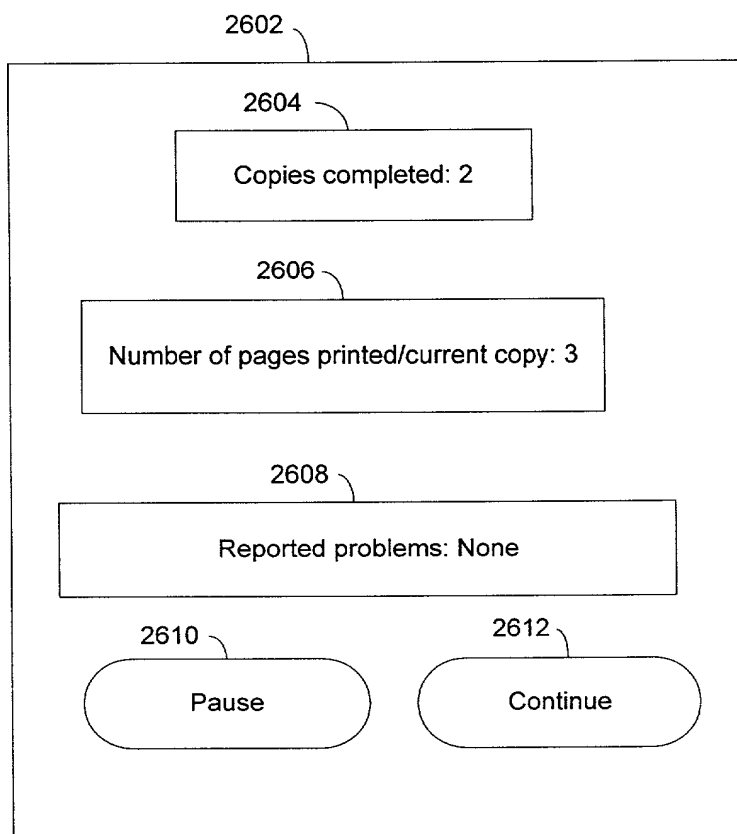 2602
2604
Copies completed: 2
2606
Number of pages printed/current copy: 3
2608
Reported problems: None
2610
2612
Pause
Continue